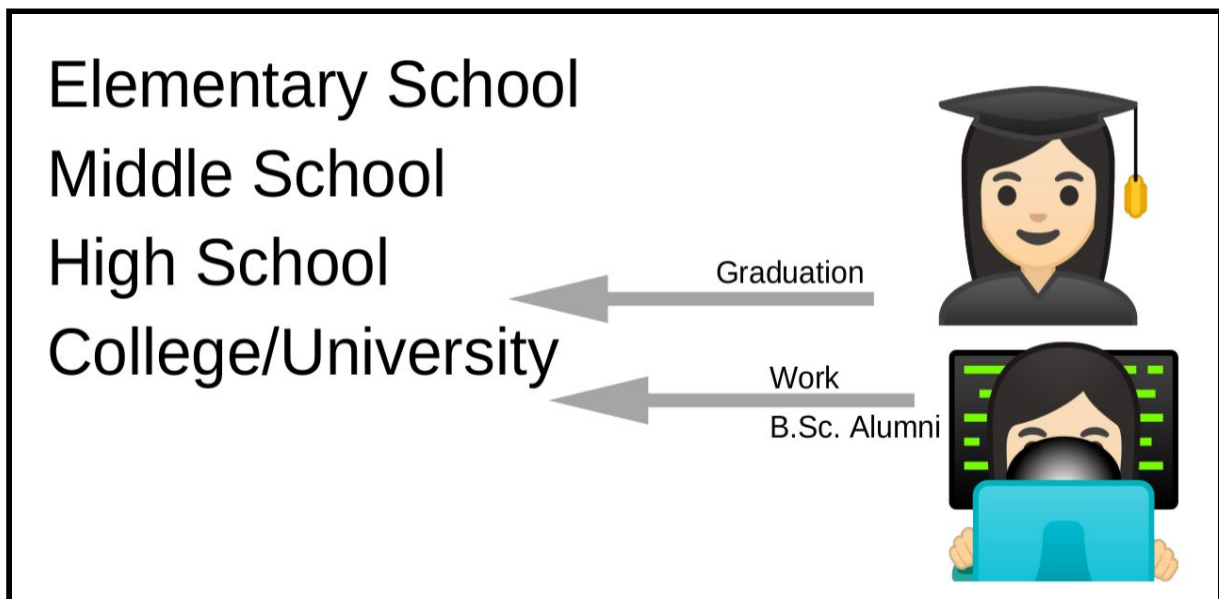 Elementary School
Middle School
High School
College/University
Graduation
Work
B.Sc. Alumni